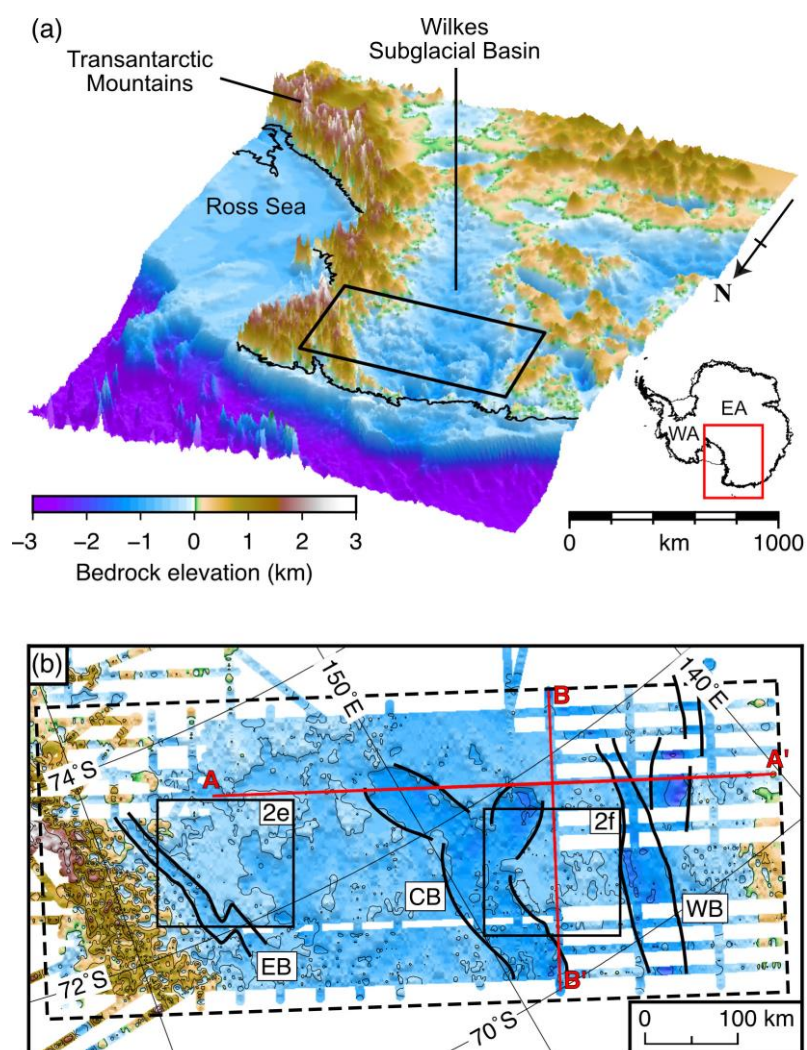 (a)
Wilkes
Subglacial Basin
Transantarctic
Mountains
Ross Sea
N
EA
WA
−3 −2 −1 0 1 2 3
Bedrock elevation (km)
0 km 1000
(b)
150°E
140°E
B
74°S
A
A'
2e
2f
CB
WB
EB
B'
72°S
70°S
0 100 km